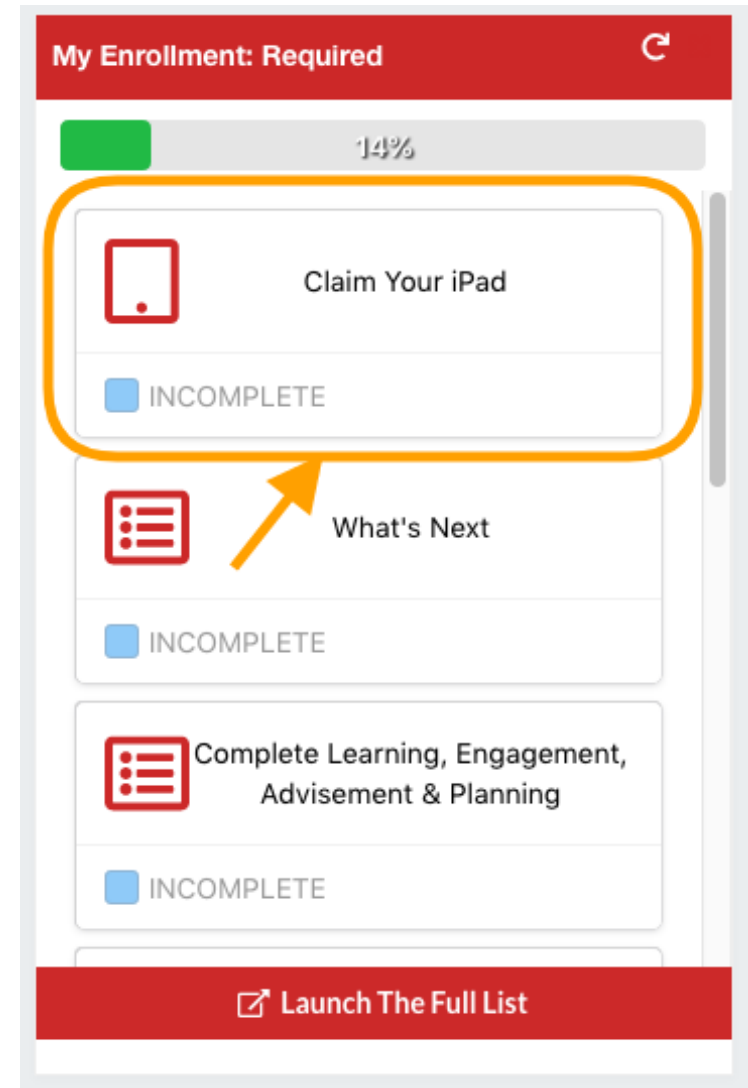 My Enrollment: Required
14%
Claim Your iPad
INCOMPLETE
What's Next
INCOMPLETE
Complete Learning, Engagement,
Advisement & Planning
INCOMPLETE
Launch The Full List